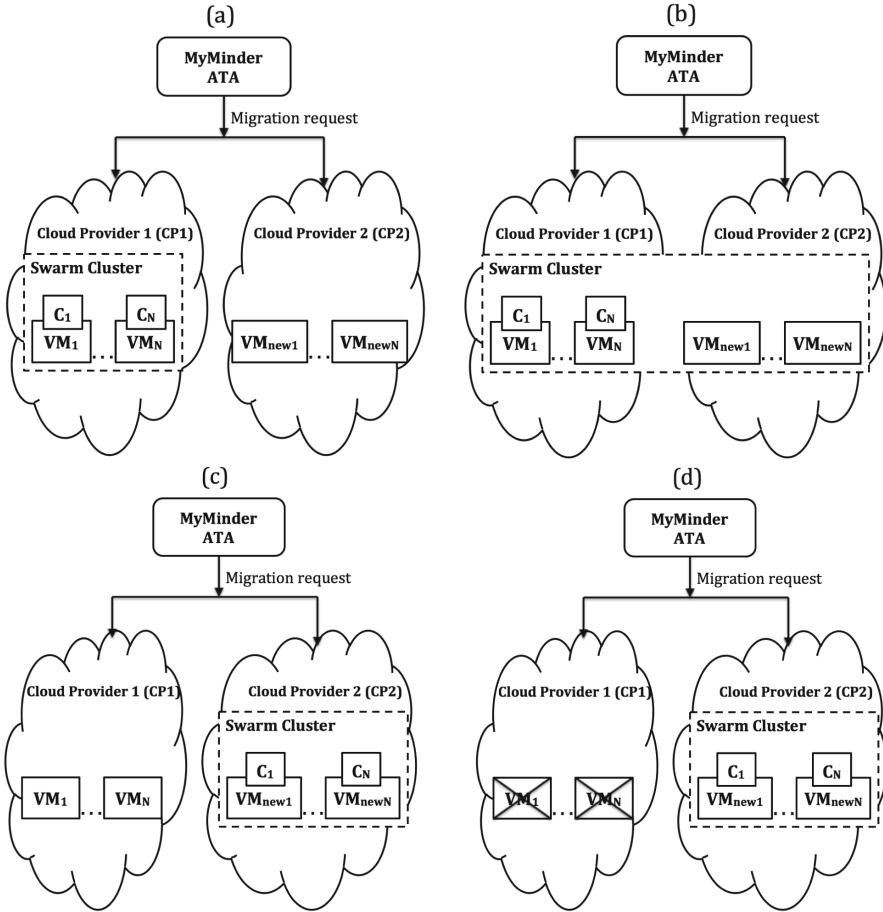 (a)
MyMinder
ATA
Migration request
Cloud Provider 1 (CP1)
Cloud Provider 2 (CP2)
Swarm Cluster
C1
CN
VM1
...
VMN
VMnew1
...
VMnewN
(b)
MyMinder
ATA
Migration request
Cloud Provider 1 (CP1)
Cloud Provider 2 (CP2)
Swarm Cluster
C1
CN
VM1
...
VMN
VMnew1
...
VMnewN
(c)
MyMinder
ATA
Migration request
Cloud Provider 1 (CP1)
Cloud Provider 2 (CP2)
Swarm Cluster
C1
CN
VM1
...
VMN
VMnew1
...
VMnewN
(d)
MyMinder
ATA
Migration request
Cloud Provider 1 (CP1)
Cloud Provider 2 (CP2)
Swarm Cluster
C1
CN
VM1
...
VMN
VMnew1
...
VMnewN